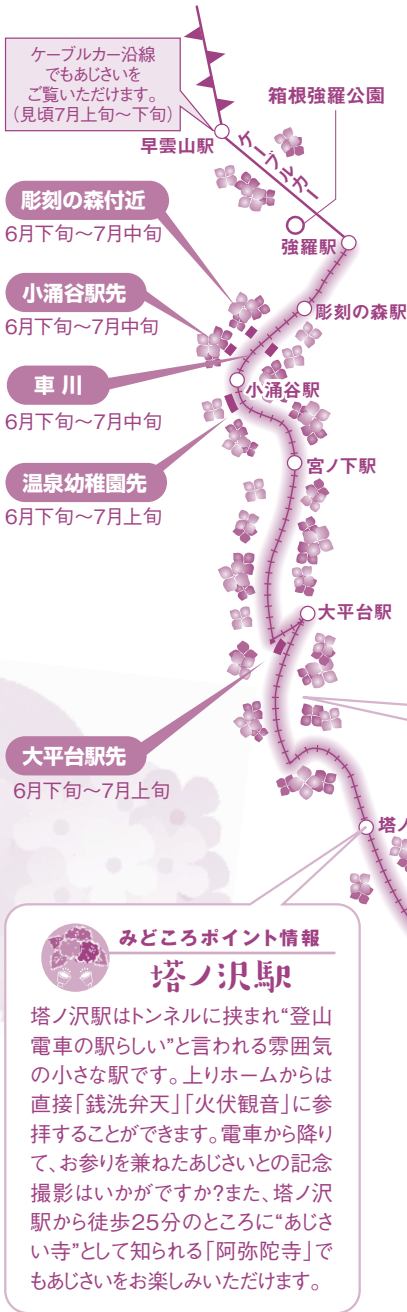 ケーブルカー沿線
でもあじさいを
ご覧いただけます。
(見頃7月上旬～下旬)
早雲山駅
ケーブルカー
箱根強羅公園
強羅駅
彫刻の森付近
6月下旬～7月中旬
彫刻の森駅
小涌谷駅先
6月下旬～7月中旬
車川
6月下旬～7月中旬
小涌谷駅
温泉幼稚園先
6月下旬～7月上旬
宮ノ下駅
大平台駅
大平台駅先
6月下旬～7月上旬
塔ノ
みどころポイント情報
塔ノ沢駅
塔ノ沢駅はトンネルに挟まれ“登山
電車の駅らしい”と言われる雰囲気
の小さな駅です。上りホームからは
直接「銭洗弁天」「火伏観音」に参
拝することができます。電車から降り
て、お参りを兼ねたあじさいとの記念
撮影はいかがですか?また、塔ノ沢
駅から徒歩25分のところに“あじさ
い寺”として知られる「阿弥陀寺」で
もあじさいをお楽しみいただけます。